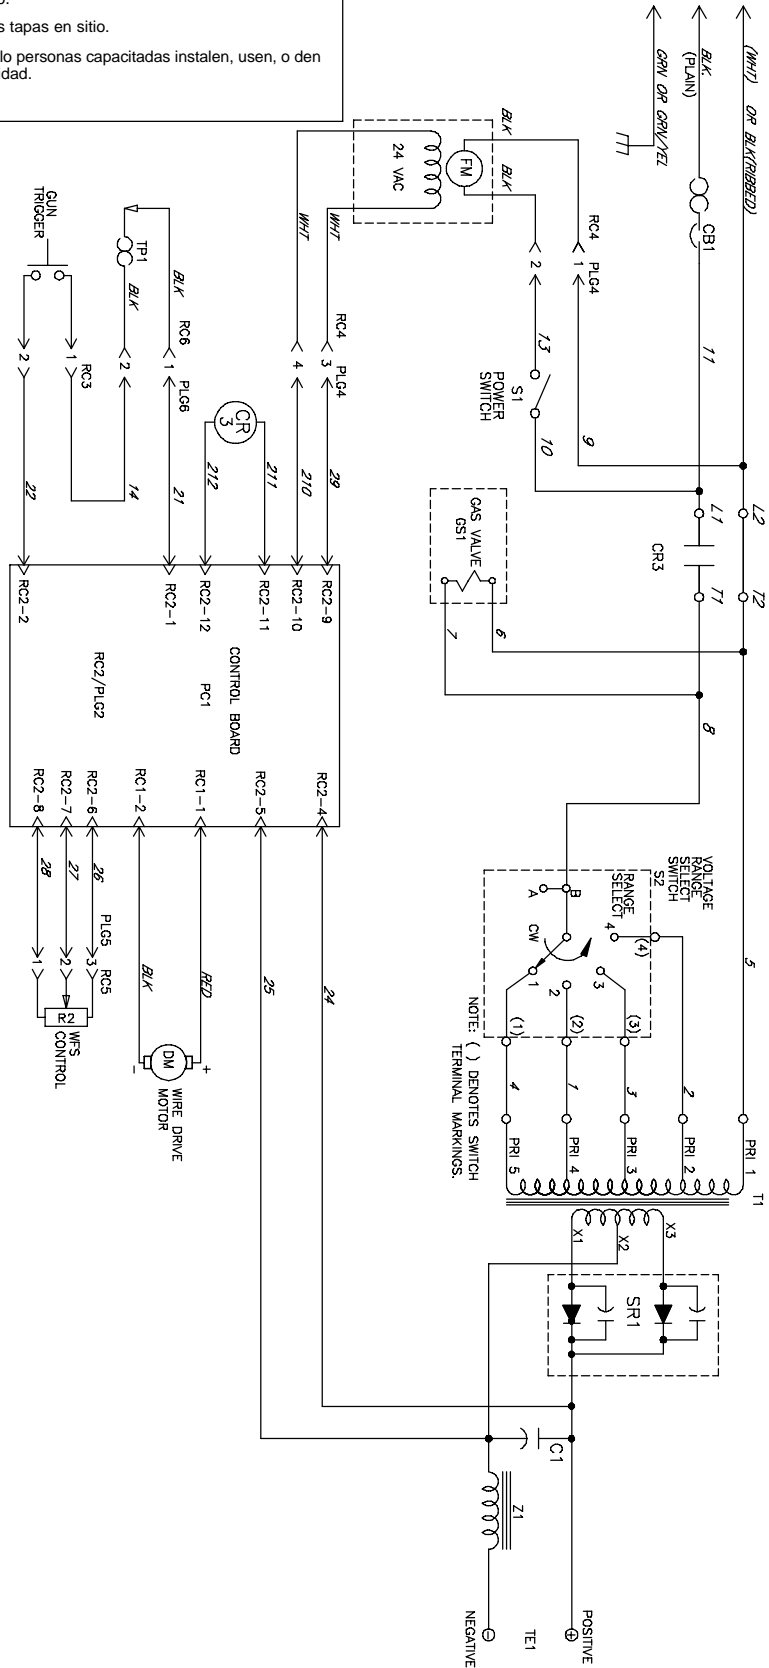 o.
s tapas en sitio.
lo personas capacitadas instalen, usen, o den
idad.
(WHT) OR BLK(RIBBED)
BLK.
(PLAIN)
GRN OR GRN/YEL
CB1
11
L2
L1
T2
T1
CR3
BLK
BLK
FM
24 VAC
RC4
PLG4
1
2
9
13
S1
POWER
SWITCH
10
GAS VALVE
GS1
6
7
8
5
WHT
WHT
RC4
PLG4
3
4
29
210
CR
3
211
212
TP1
BLK
BLK
RC6
PLG6
1
2
21
14
GUN
TRIGGER
RC3
1
2
22
RC2-9
RC2-10
RC2-11
RC2-12
RC2-1
RC2-2
CONTROL BOARD
PC1
RC2/PLG2
RC2-4
RC2-5
RC1-1
RC1-2
RC2-6
RC2-7
RC2-8
24
25
RED
BLK
+
-
DM
WIRE DRIVE
MOTOR
26
27
28
PLG5
RC5
3
2
1
R2
WFS
CONTROL
VOLTAGE
RANGE
SELECT
SWITCH
S2
RANGE
SELECT
A
B
CW
4
3
2
1
(4)
(3)
(2)
(1)
NOTE: ( ) DENOTES SWITCH
TERMINAL MARKINGS.
2
3
1
4
PRI 1
PRI 2
PRI 3
PRI 4
PRI 5
T1
X3
X2
X1
SR1
C1
Z1
POSITIVE
+
TE1
-
NEGATIVE